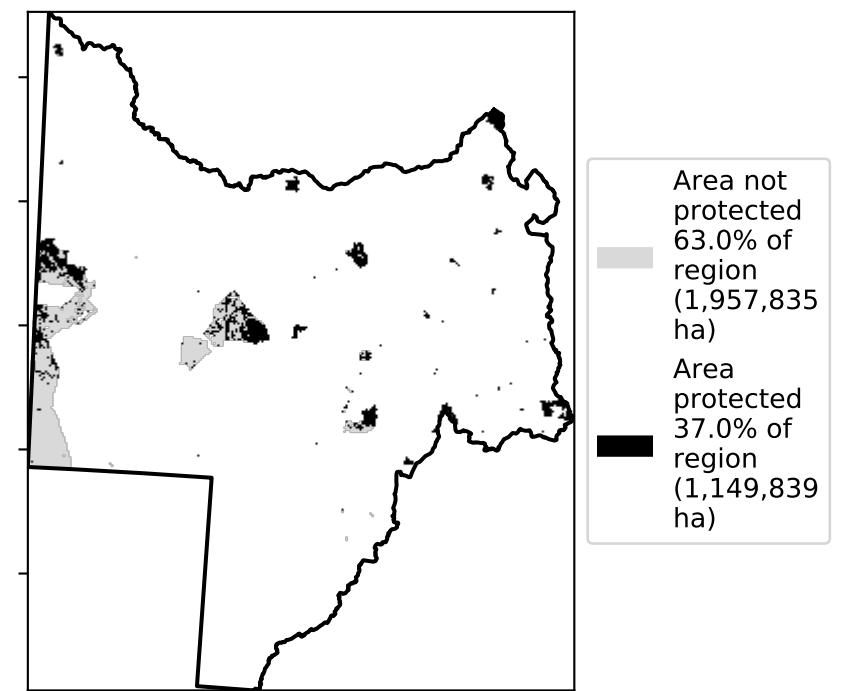 Area not
protected
63.0% of
region
(1,957,835
ha)
Area
protected
37.0% of
region
(1,149,839
ha)